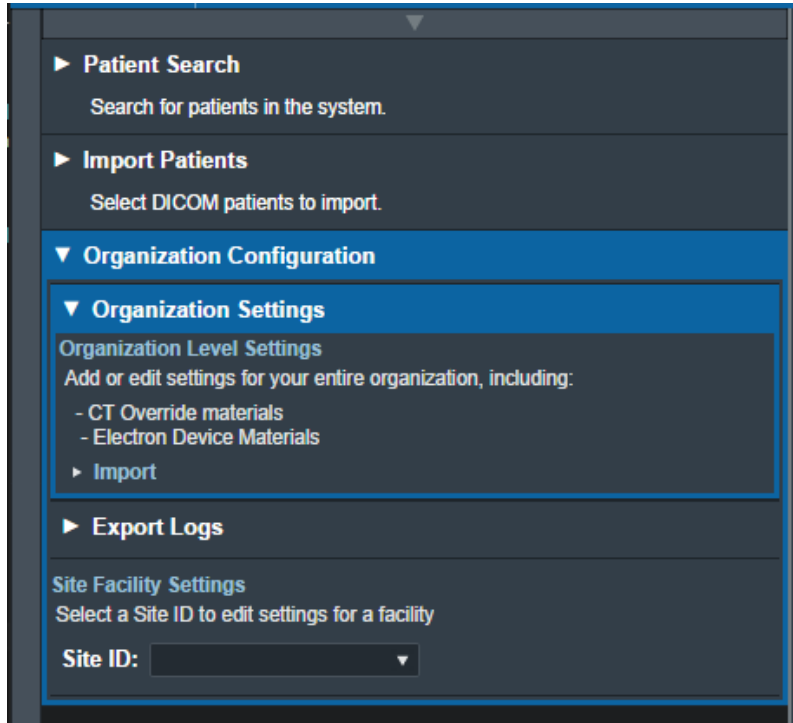 Patient Search
Search for patients in the system.
Import Patients
Select DICOM patients to import.
Organization Configuration
Organization Settings
Organization Level Settings
Add or edit settings for your entire organization, including:
- CT Override materials
- Electron Device Materials
Import
Export Logs
Site Facility Settings
Select a Site ID to edit settings for a facility
Site ID: